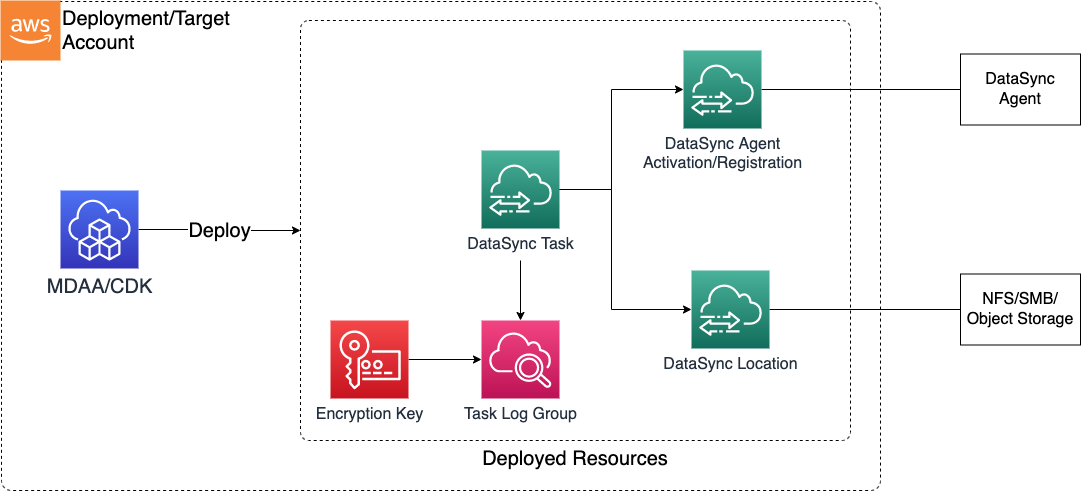 aws
Deployment/Target
Account
DataSync
Agent
DataSync Agent
Activation/Registration
Deploy
DataSync Task
MDAA/CDK
NFS/SMB/
Object Storage
DataSync Location
Encryption Key
Task Log Group
Deployed Resources